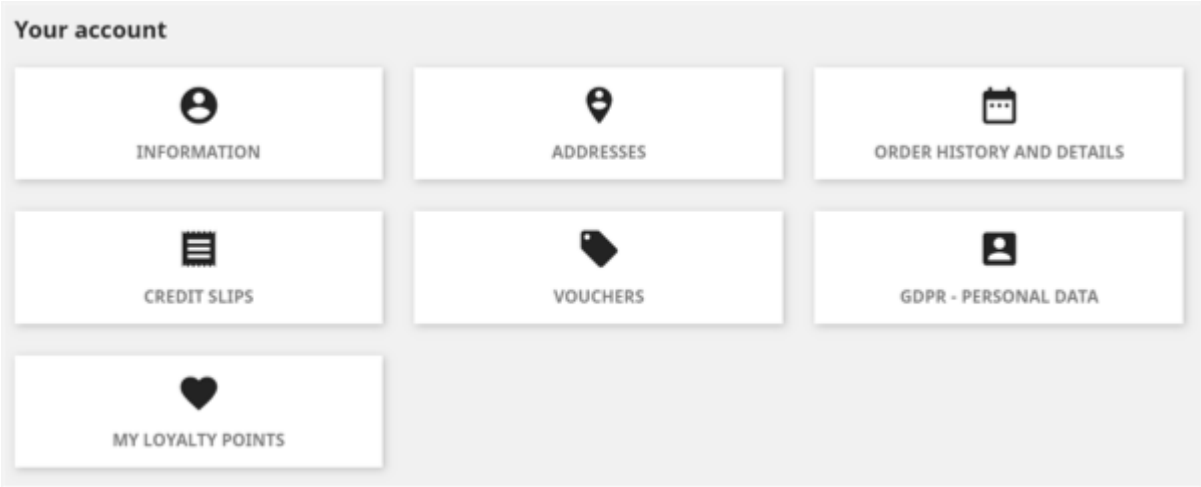 Your account
INFORMATION
ADDRESSES
ORDER HISTORY AND DETAILS
CREDIT SLIPS
VOUCHERS
GDPR - PERSONAL DATA
MY LOYALTY POINTS